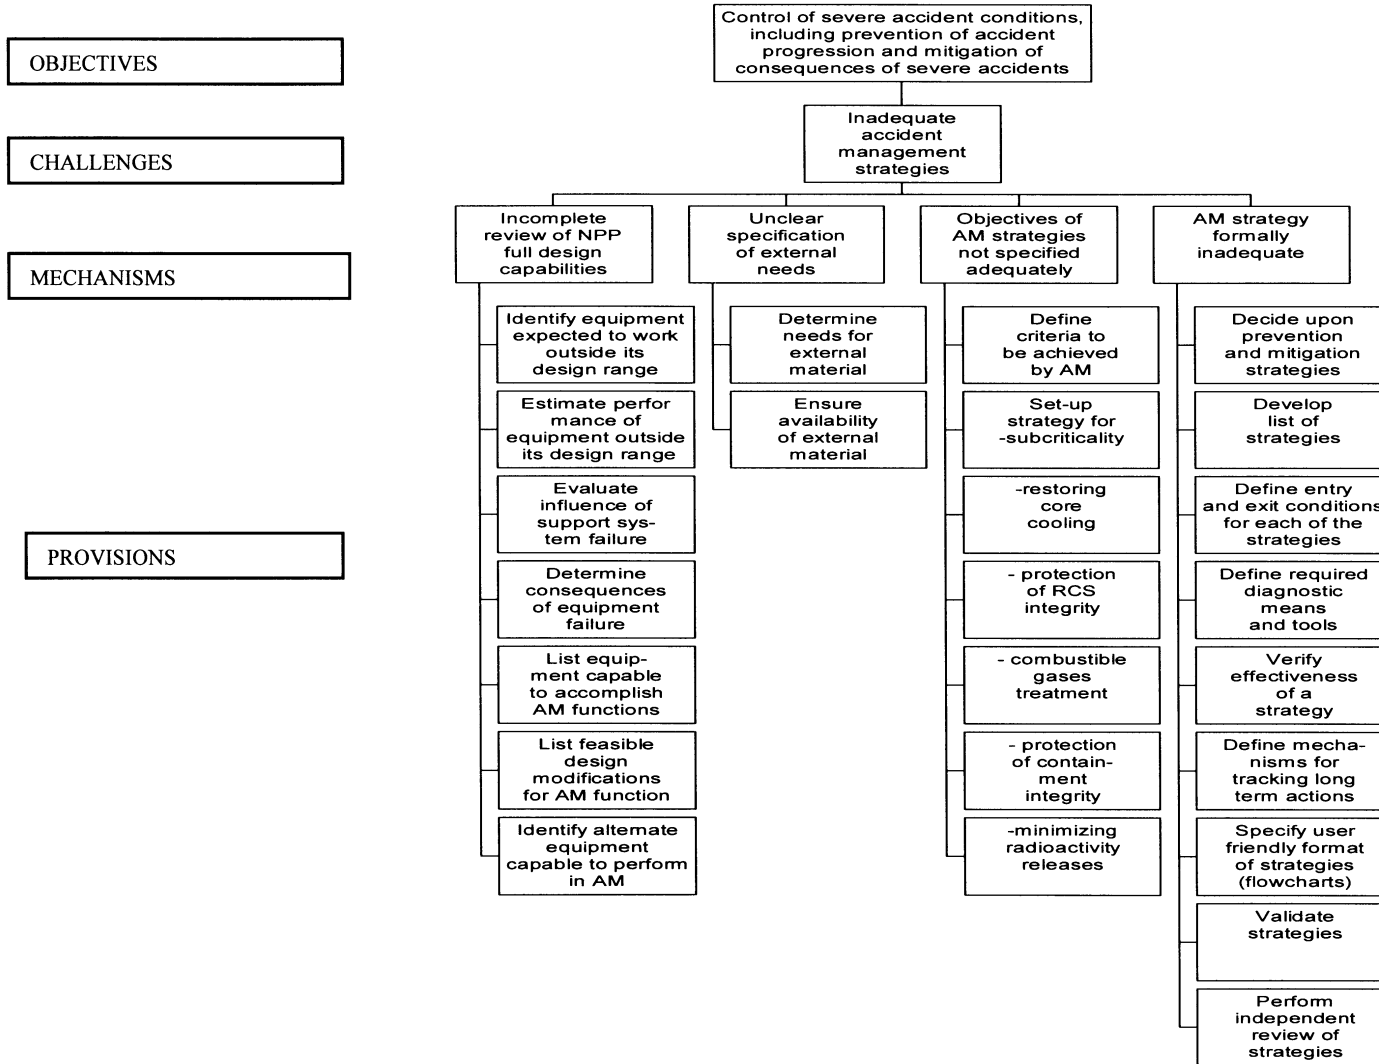 OBJECTIVES
CHALLENGES
MECHANISMS
PROVISIONS
Control of severe accident conditions,
including prevention of accident
progression and mitigation of
consequences of severe accidents
Inadequate
accident
management
strategies
Incomplete
review of NPP
full design
capabilities
Identify equipment
expected to work
outside its
design range
Estimate perfor
mance of
equipment outside
its design range
Evaluate
influence of
support sys-
tem failure
Determine
consequences
of equipment
failure
List equip-
ment capable
to accomplish
AM functions
List feasible
design
modifications
for AM function
Identify alternate
equipment
capable to perform
in AM
Unclear
specification
of external
needs
Determine
needs for
external
material
Ensure
availability
of external
material
Objectives of
AM strategies
not specified
adequately
Define
criteria to
be achieved
by AM
Set-up
strategy for
-subcriticality
-restoring
core
cooling
- protection
of RCS
integrity
- combustible
gases
treatment
- protection
of contain-
ment
integrity
-minimizing
radioactivity
releases
AM strategy
formally
inadequate
Decide upon
prevention
and mitigation
strategies
Develop
list of
strategies
Define entry
and exit conditions
for each of the
strategies
Define required
diagnostic
means
and tools
Verify
effectiveness
of a
strategy
Define mecha-
nisms for
tracking long
term actions
Specify user
friendly format
of strategies
(flowcharts)
Validate
strategies
Perform
independent
review of
strategies